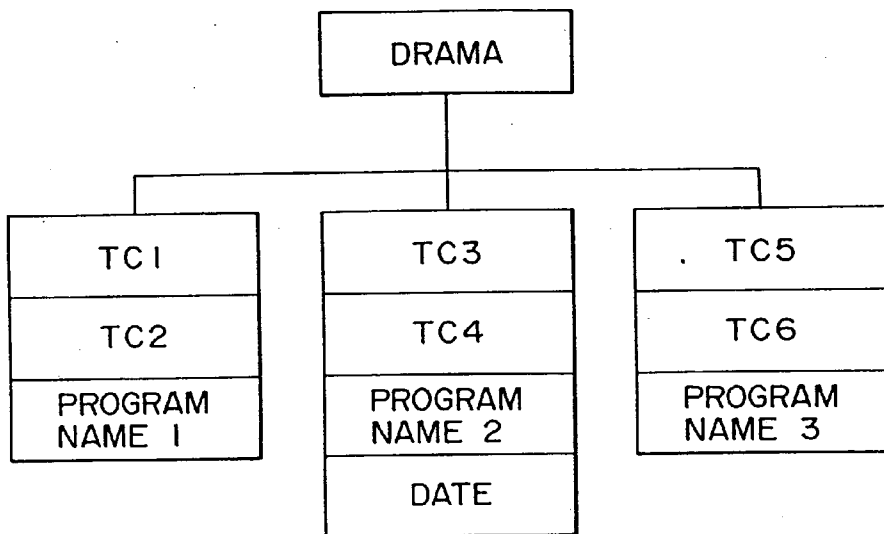 DRAMA
TC1
TC2
PROGRAM
NAME 1
TC3
TC4
PROGRAM
NAME 2
DATE
TC5
TC6
PROGRAM
NAME 3